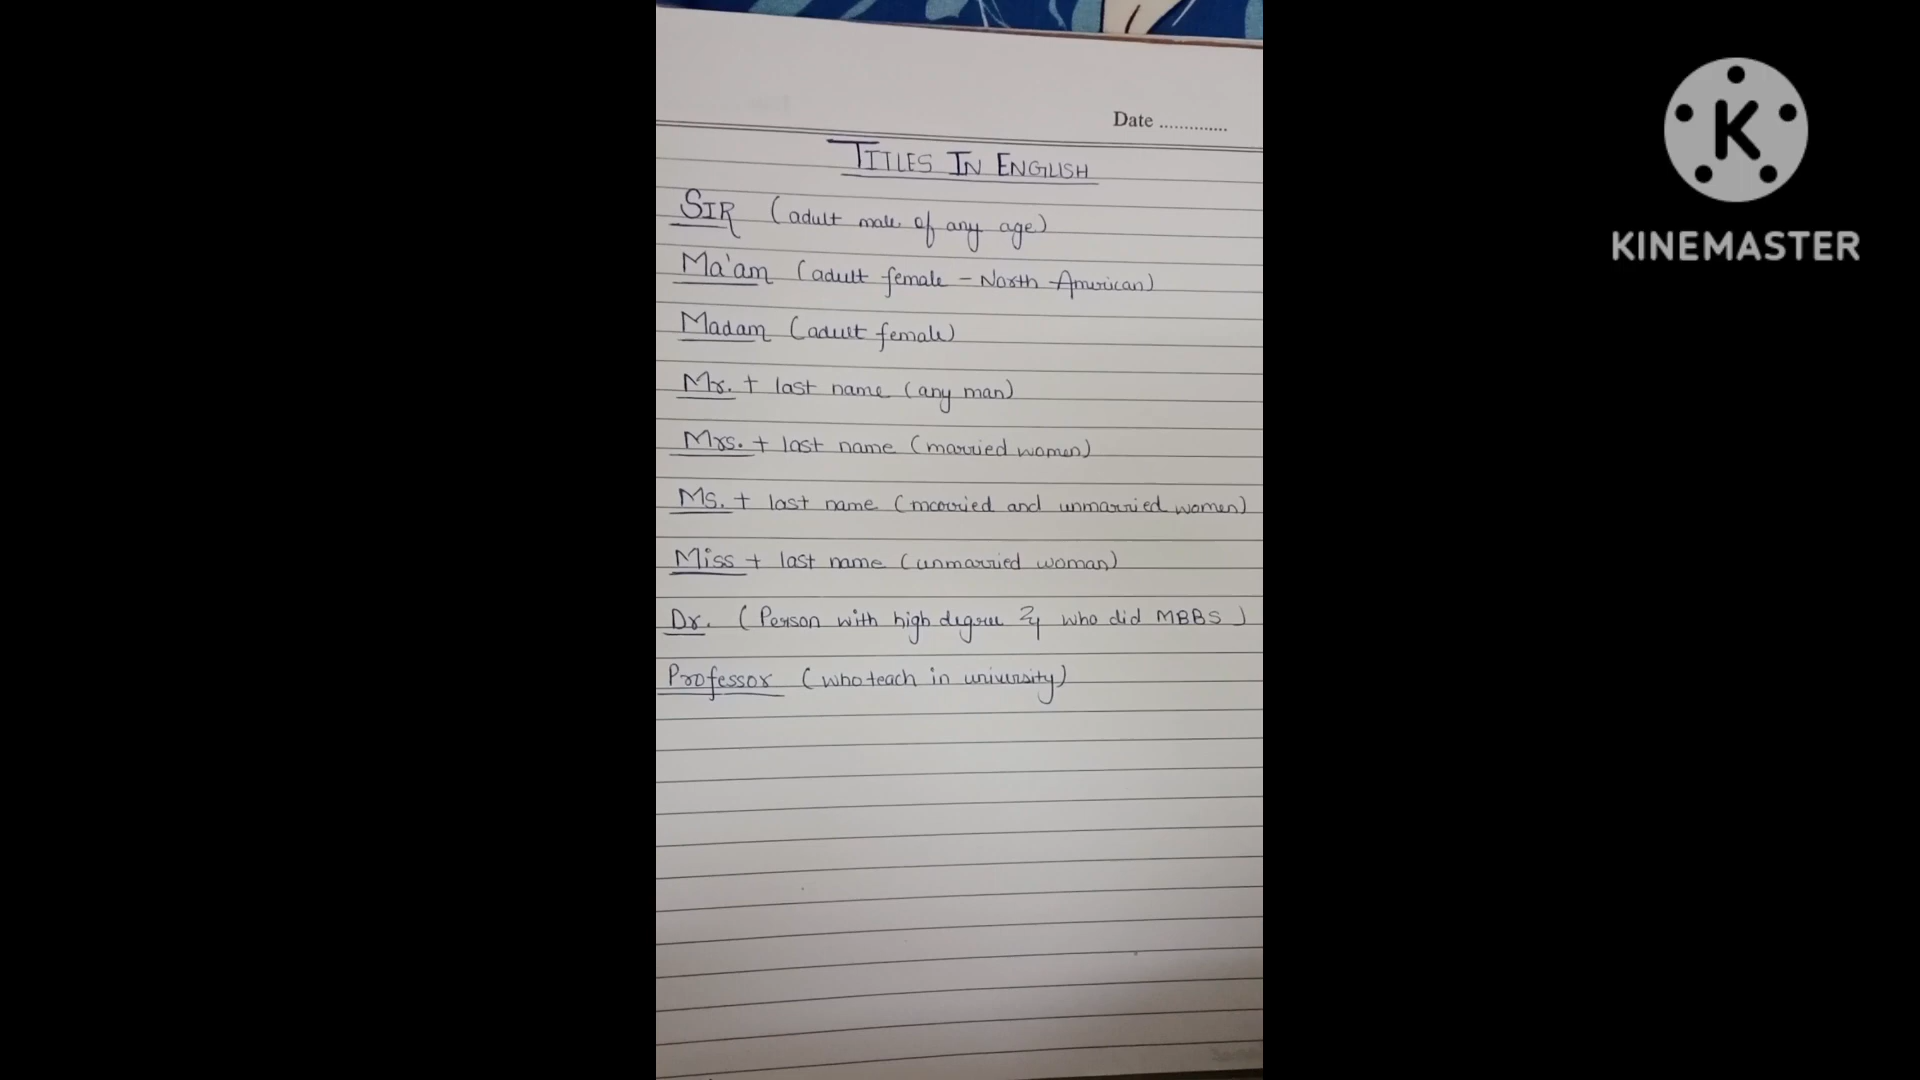 Date ..............
TITLES IN ENGLISH
SIR (adult male of any age)
Ma'am (adult female - North American)
Madam (adult female)
Mr. + last name (any man)
Mrs. + last name (married women)
Ms. + last name (married and unmarried women)
Miss + last name (unmarried woman)
Dr. (Person with high degree & who did MBBS)
Professor (who teach in university)
KINEMASTER